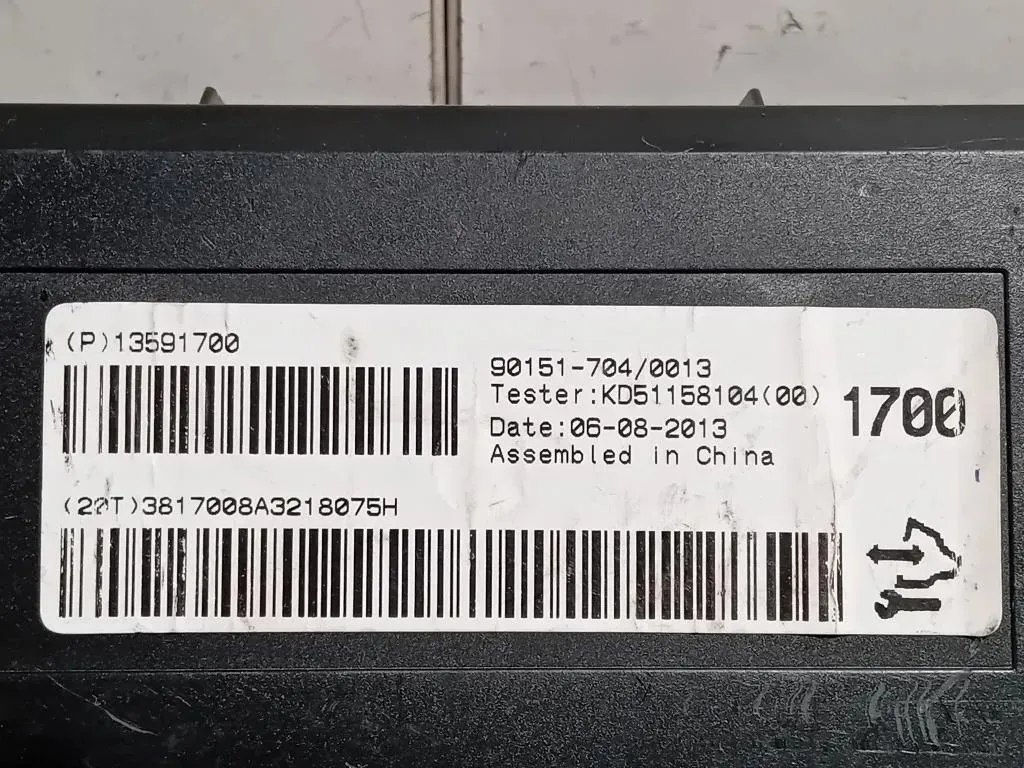 (P)13591700
90151-704/0013
Tester:KD51158104(00)
Date:06-08-2013
Assembled in China
1700
(20T)3817008A3218075H